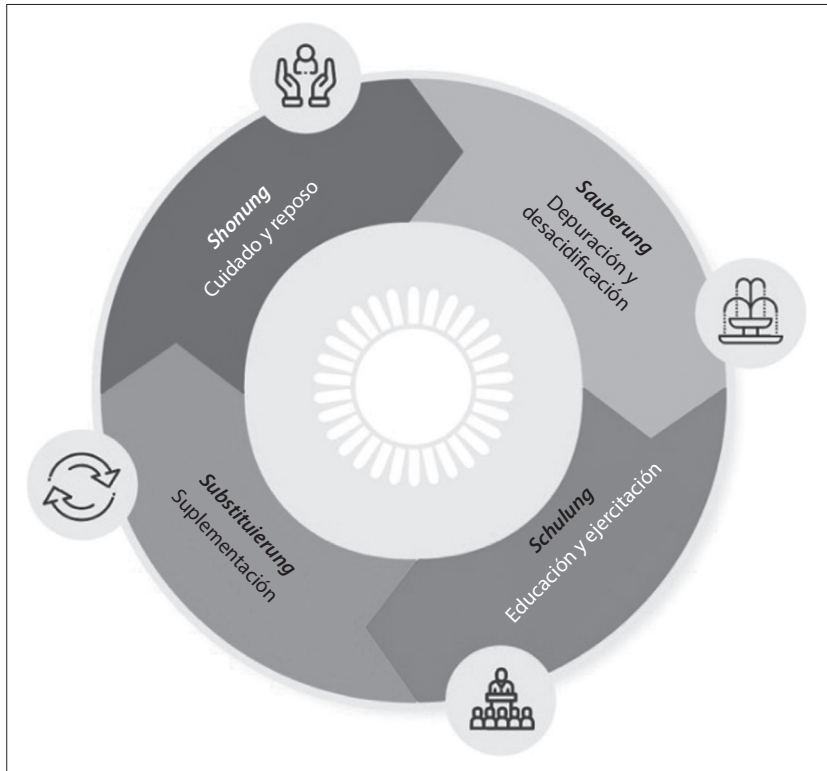 Shonung
Cuidado y reposo
Sauberung
Depuración y
desacidificación
Schulung
Educación y ejercitación
Substituierung
Suplementación